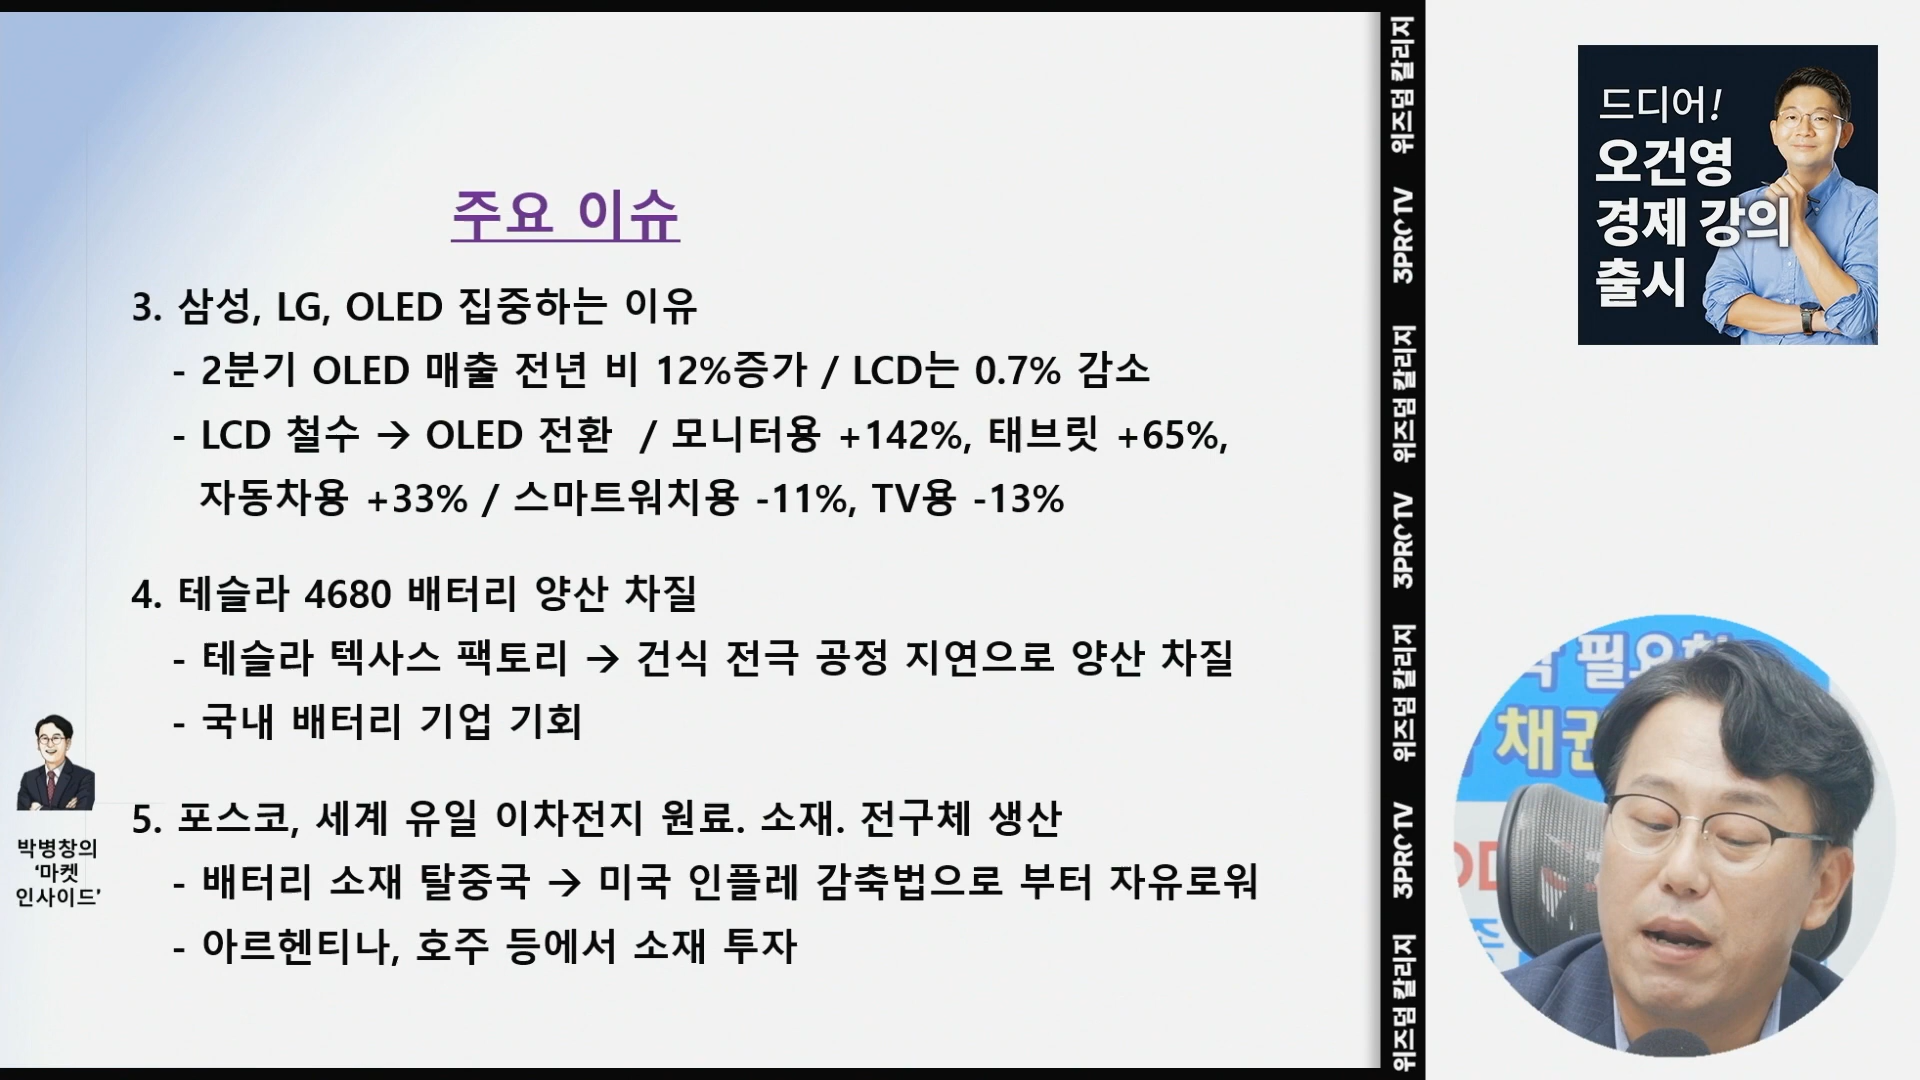 주요 이슈
3. 삼성, LG, OLED 집중하는 이유
- 2분기 OLED 매출 전년 비 12%증가 / LCD는 0.7% 감소
- LCD 철수 → OLED 전환 / 모니터용 +142%, 태브릿 +65%,
자동차용 +33% / 스마트워치용 -11%, TV용 -13%
4. 테슬라 4680 배터리 양산 차질
- 테슬라 텍사스 팩토리 → 건식 전극 공정 지연으로 양산 차질
- 국내 배터리 기업 기회
5. 포스코, 세계 유일 이차전지 원료. 소재. 전구체 생산
- 배터리 소재 탈중국 → 미국 인플레 감축법으로 부터 자유로워
- 아르헨티나, 호주 등에서 소재 투자
박병창의
‘마켓
인사이드’
위즈덤 칼리지
3PROTV
위즈덤 칼리지
3PROTV
위즈덤 칼리지
3PROTV
위즈덤 칼리지
드디어!
오건영
경제 강의
출시
채권